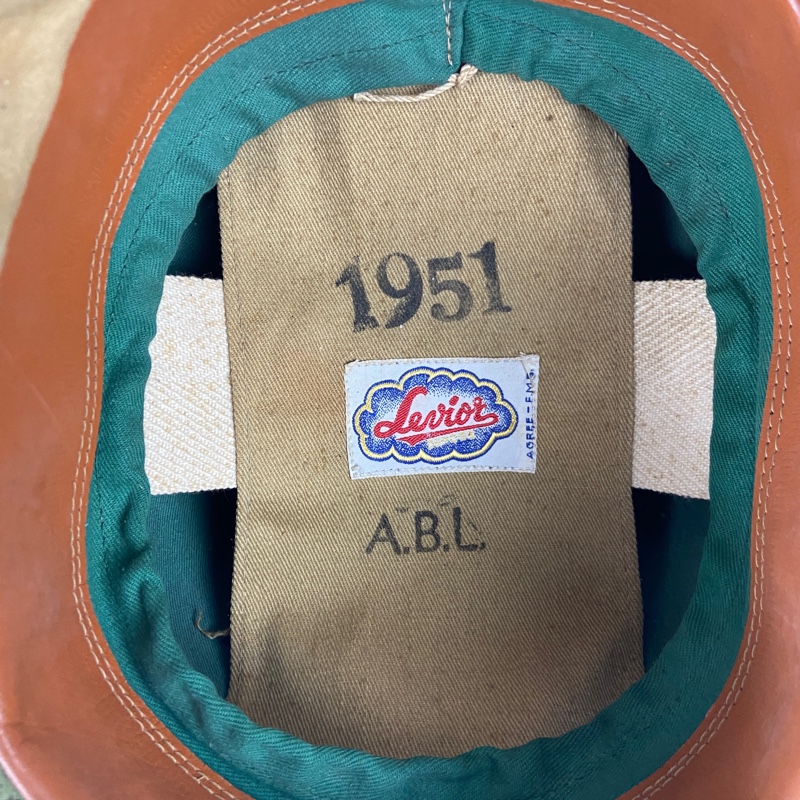 1951
Levior
AGREE - F.M.S.
A.B.L.